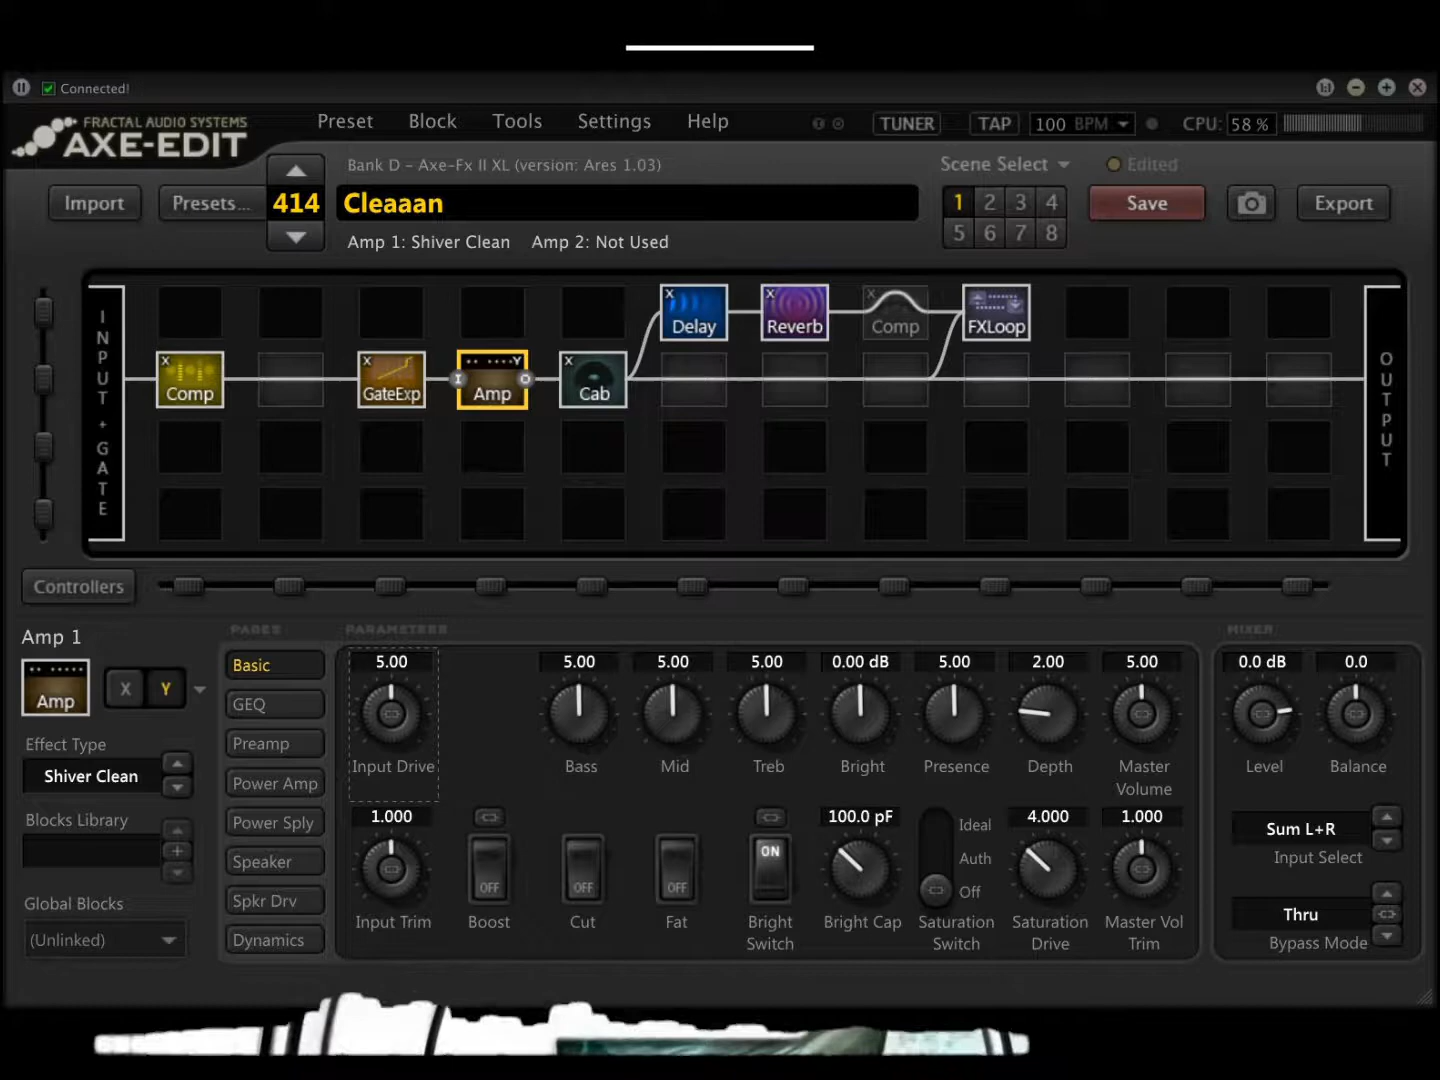 Connected!
FRACTAL AUDIO SYSTEMS
AXE-EDIT
Preset Block Tools Settings Help
TUNER TAP 100 BPM CPU: 58 %
Bank D – Axe-Fx II XL (version: Ares 1.03)
Scene Select Edited
Import Presets... 414 Cleaaan
1 2 3 4
5 6 7 8
Save Export
Amp 1: Shiver Clean Amp 2: Not Used
INPUT + GATE
X Delay X Reverb X Comp FXLoop
X Comp X GateExp I Y O Amp X Cab
OUTPUT
Controllers
Amp 1
PAGES PARAMETERS MIXER
Amp X Y
Effect Type
Shiver Clean
Blocks Library
Global Blocks
(Unlinked)
Basic
GEQ
Preamp
Power Amp
Power Sply
Speaker
Spkr Drv
Dynamics
5.00 5.00 5.00 5.00 0.00 dB 5.00 2.00 5.00
Input Drive Bass Mid Treb Bright Presence Depth Master Volume
1.000 100.0 pF 4.000 1.000
OFF OFF OFF ON
Ideal
Auth
Off
Input Trim Boost Cut Fat Bright Switch Bright Cap Saturation Switch Saturation Drive Master Vol Trim
0.0 dB 0.0
Level Balance
Sum L+R
Input Select
Thru
Bypass Mode